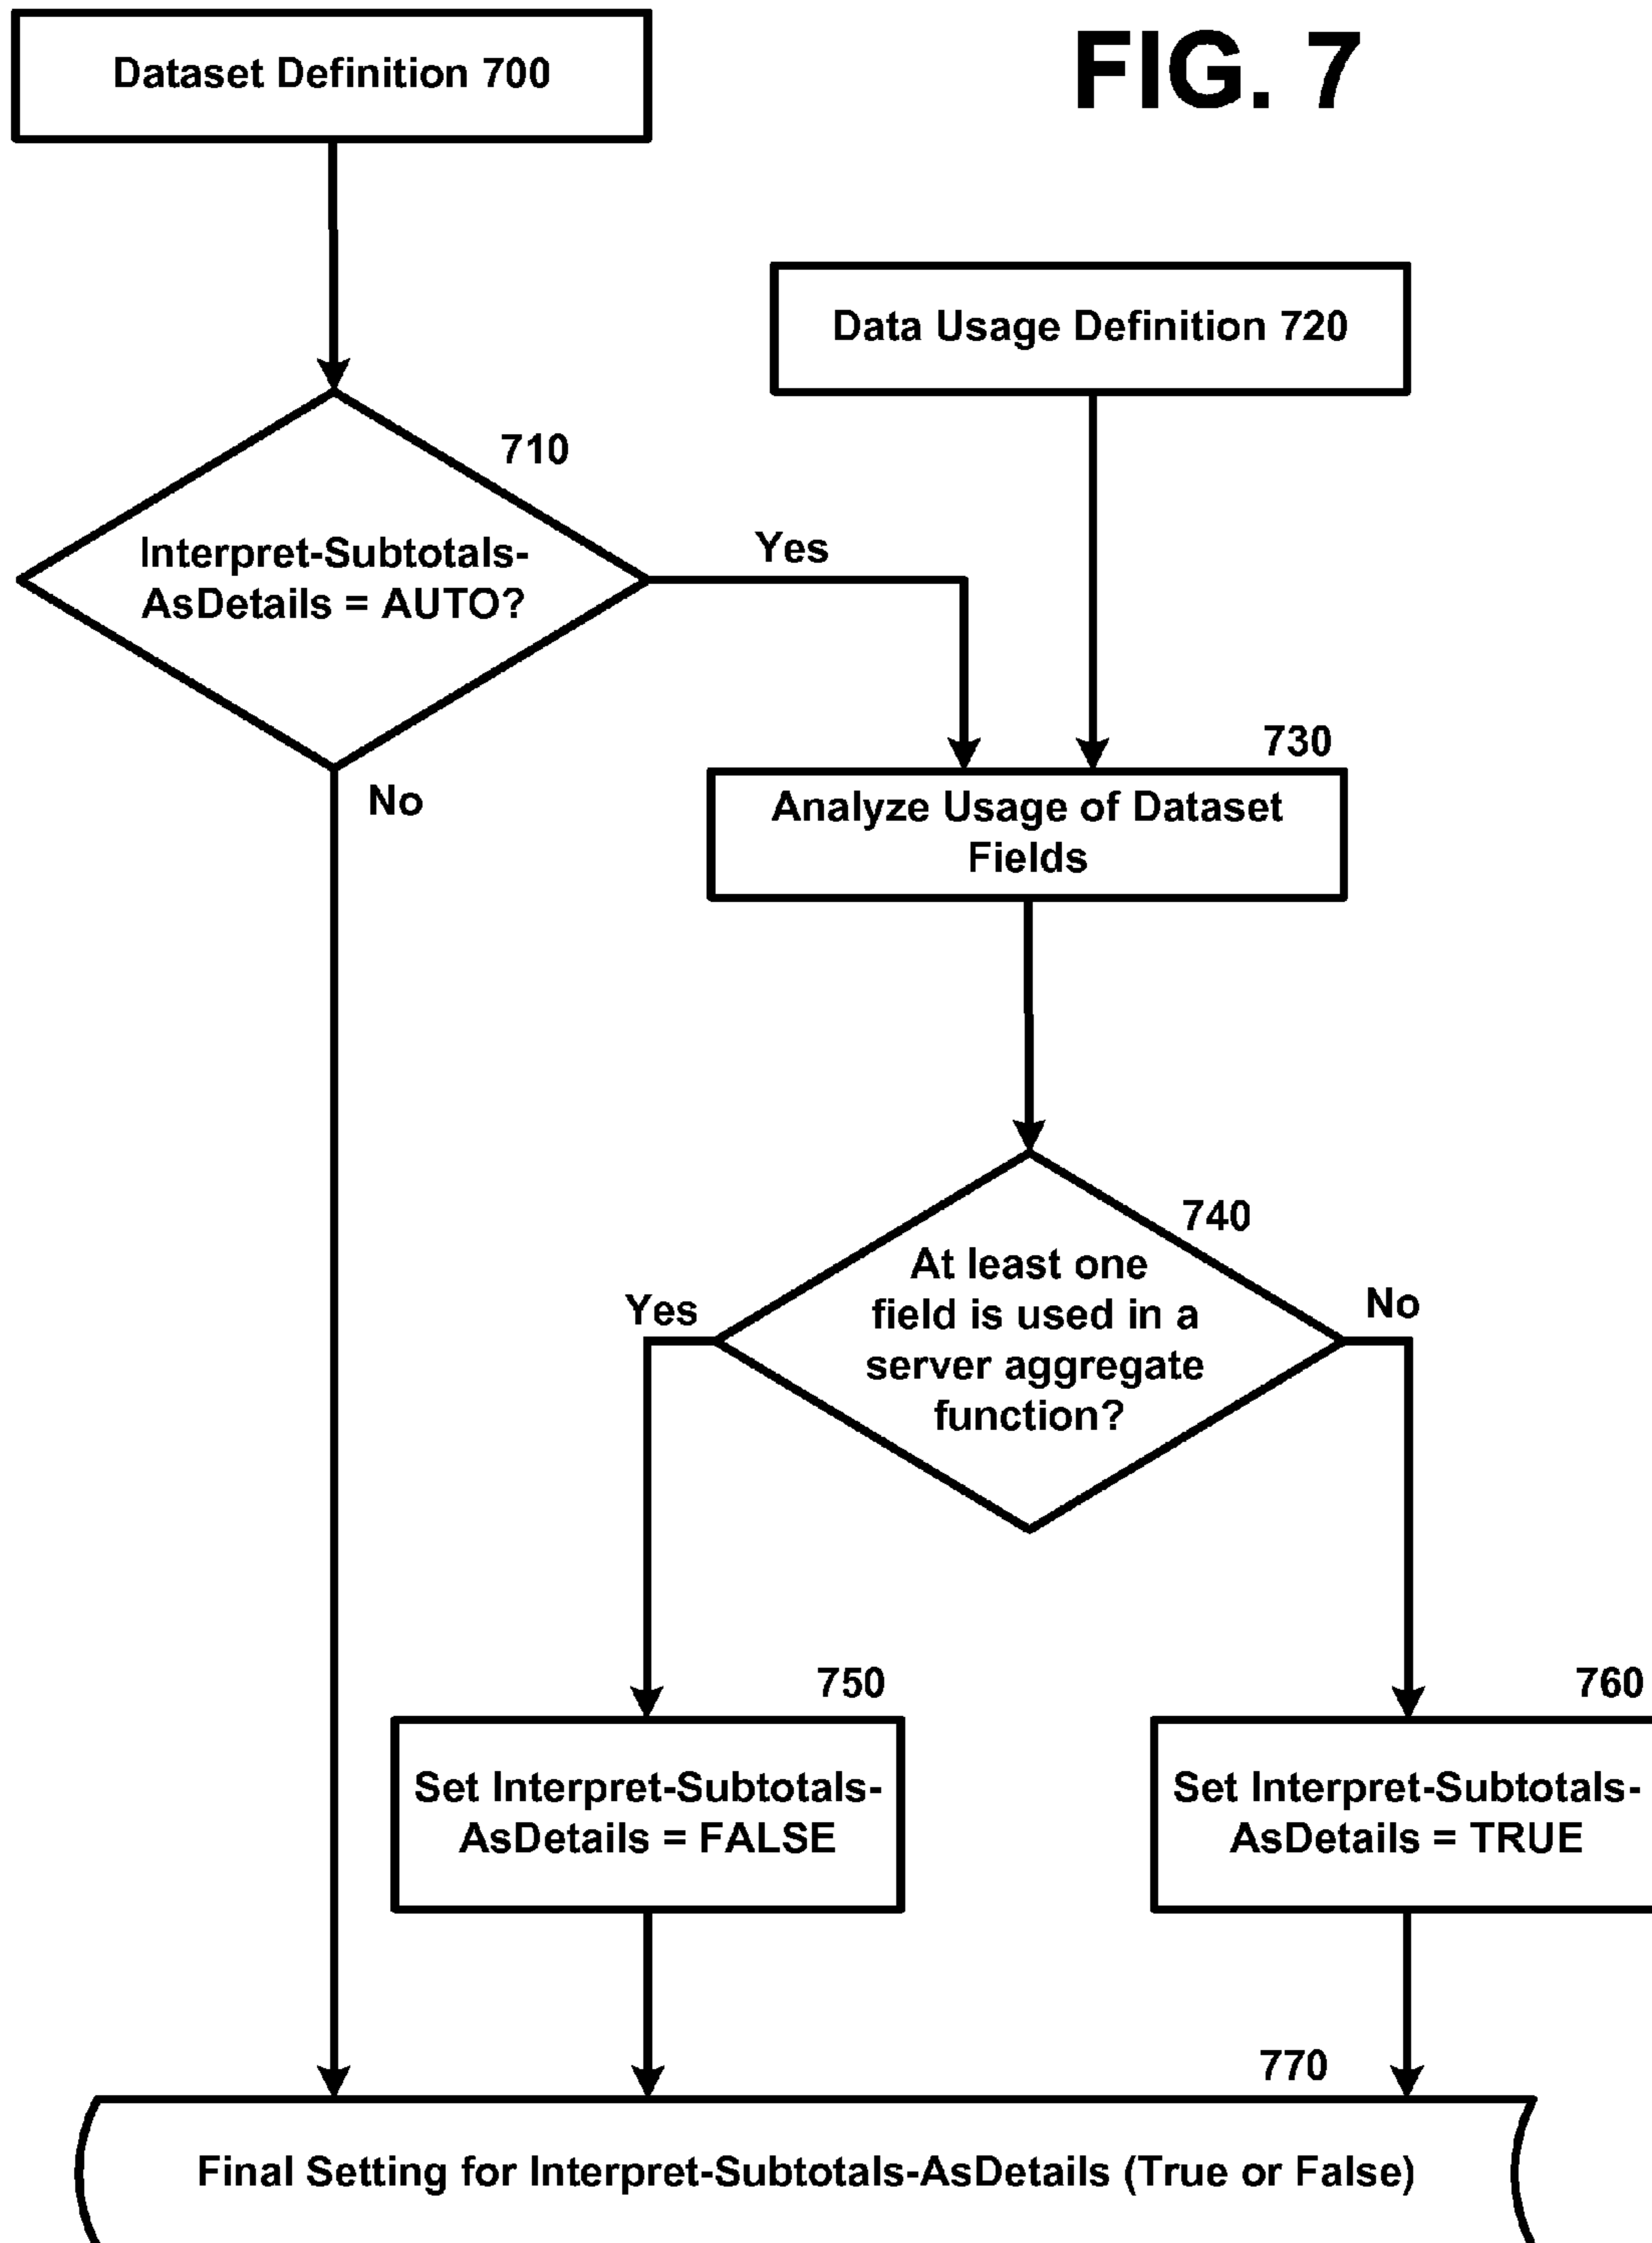 FIG. 7
Dataset Definition 700
Data Usage Definition 720
710
Interpret-Subtotals-
AsDetails = AUTO?
Yes
No
730
Analyze Usage of Dataset
Fields
740
At least one
field is used in a
server aggregate
function?
Yes
No
750
Set Interpret-Subtotals-
AsDetails = FALSE
760
Set Interpret-Subtotals-
AsDetails = TRUE
770
Final Setting for Interpret-Subtotals-AsDetails (True or False)